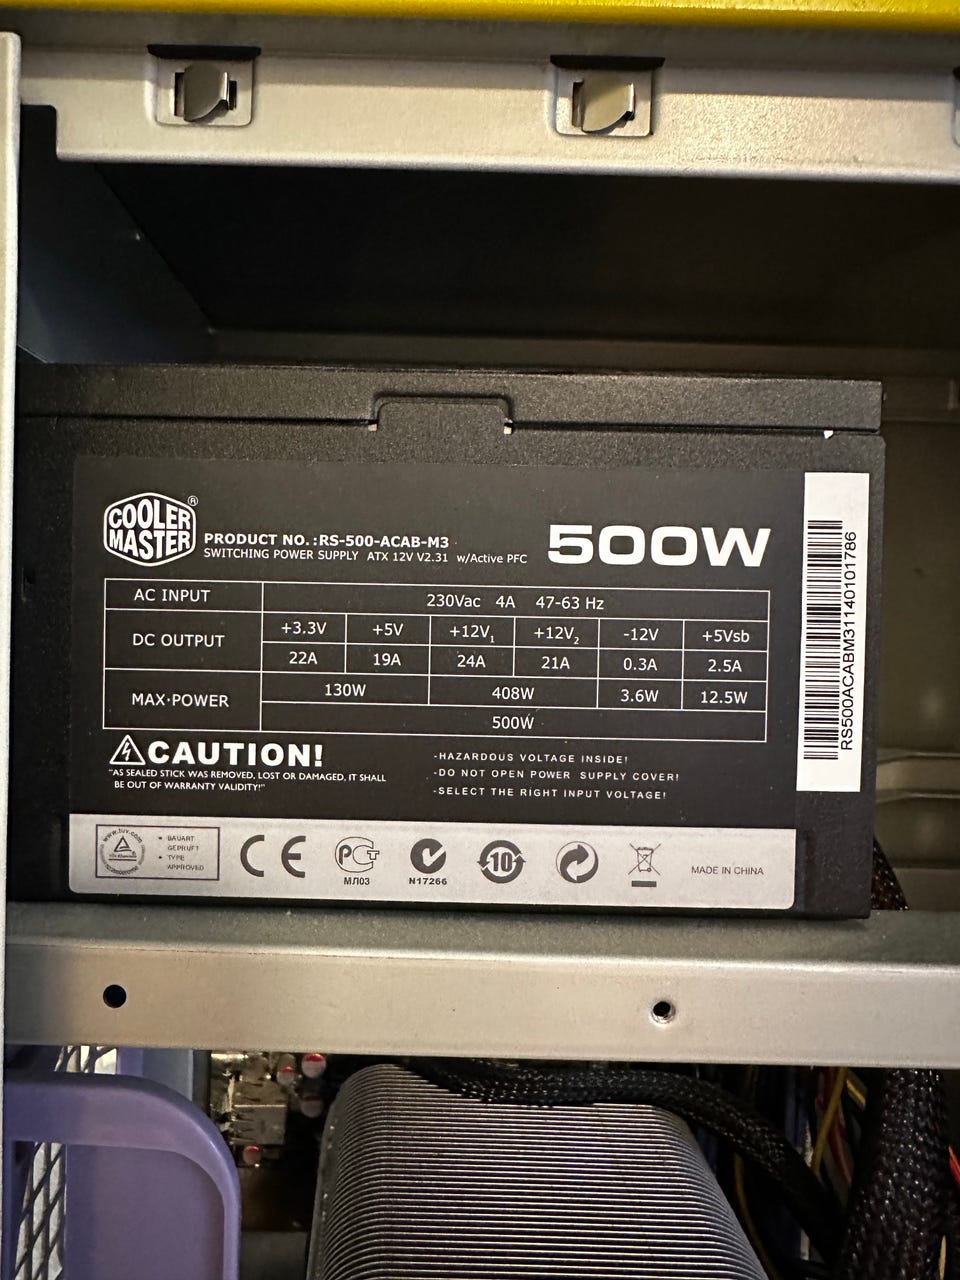 COOLER MASTER ®
PRODUCT NO.:RS-500-ACAB-M3
SWITCHING POWER SUPPLY ATX 12V V2.31 w/Active PFC
500W
AC INPUT 230Vac 4A 47-63 Hz
DC OUTPUT +3.3V +5V +12V1 +12V2 -12V +5Vsb
22A 19A 24A 21A 0.3A 2.5A
MAX·POWER 130W 408W 3.6W 12.5W
500W
CAUTION!
"AS SEALED STICK WAS REMOVED, LOST OR DAMAGED, IT SHALL
BE OUT OF WARRANTY VALIDITY!"
-HAZARDOUS VOLTAGE INSIDE!
-DO NOT OPEN POWER SUPPLY COVER!
-SELECT THE RIGHT INPUT VOLTAGE!
RS500ACABM31140101786
www.tuv.com
• BAUART
GEPRUFT
• TYPE
APPROVED
CE
PCT
МЛ03
N17266
10
MADE IN CHINA